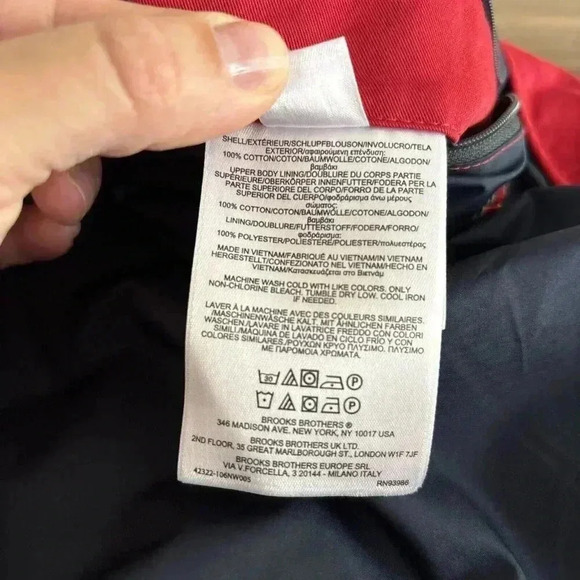 SHELL/EXTÉRIEUR/SCHLUPFBLOUSON/INVOLUCRO/TELA
EXTERIOR/αφαιρούμενη επένδυση:
100% COTTON/COTON/BAUMWOLLE/COTONE/ALGODON/
βαμβάκι
UPPER BODY LINING/DOUBLURE DU CORPS PARTIE
SUPÉRIEURE/OBERKÖRPER INNENFUTTER/FODERA PER LA
PARTE SUPERIORE DEL CORPO/FORRO DE LA PARTE
SUPERIOR DEL CUERPO/φοδράρισμα άνω μέρους
σώματος:
100% COTTON/COTON/BAUMWOLLE/COTONE/ALGODON/
βαμβάκι
LINING/DOUBLURE/FUTTERSTOFF/FODERA/FORRO/
φοδράρισμα:
100% POLYESTER/POLIESTERE/POLIESTER/πολυεστέρας
MADE IN VIETNAM/FABRIQUÉ AU VIETNAM/IN VIETNAM
HERGESTELLT/CONFEZIONATO NEL VIETNAM/HECHO EN
VIETNAM/Κατασκευάζεται στο Βιετνάμ
MACHINE WASH COLD WITH LIKE COLORS. ONLY
NON-CHLORINE BLEACH. TUMBLE DRY LOW. COOL IRON
IF NEEDED.
LAVER À LA MACHINE AVEC DES COULEURS SIMILAIRES.
/MASCHINENWÄSCHE KALT. MIT ÄHNLICHEN FARBEN
WASCHEN/LAVARE IN LAVATRICE FREDDO CON COLORI
SIMILI./MÁQUINA DE LAVADO EN CICLO FRÍO Y CON
COLORES SIMILARES./ΡΟΥΧΩΝ ΚΡΥΟ ΠΛΥΣΙΜΟ. ΠΛΥΣΙΜΟ
ΜΕ ΠΑΡΟΜΟΙΑ ΧΡΩΜΑΤΑ.
30 P
P
BROOKS BROTHERS ®
346 MADISON AVE. NEW YORK, NY 10017 USA
BROOKS BROTHERS UK LTD.
2ND FLOOR, 35 GREAT MARLBOROUGH ST., LONDON W1F 7JF
BROOKS BROTHERS EUROPE SRL
VIA V.FORCELLA, 3 20144 - MILANO ITALY
42322-106NW005 RN93986